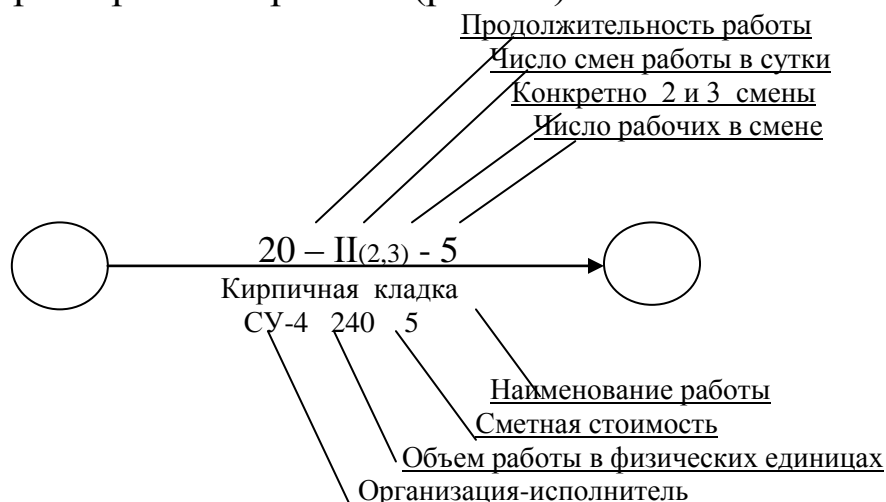 Продолжительность работы
Число смен работы в сутки
Конкретно 2 и 3 смены
Число рабочих в смене
20 – II(2,3) - 5
Кирпичная кладка
СУ-4 240 5
Наименование работы
Сметная стоимость
Объем работы в физических единицах
Организация-исполнитель